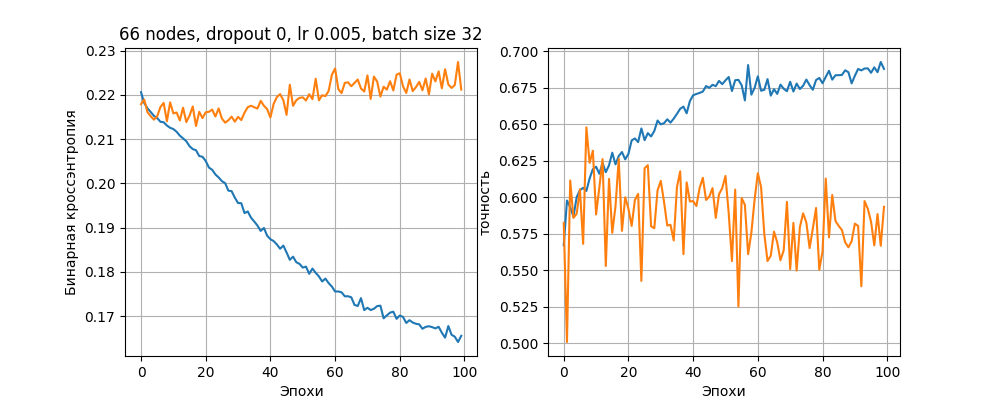 66 nodes, dropout 0, lr 0.005, batch size 32
Бинарная кроссэнтропия
0.23
0.22
0.21
0.20
0.19
0.18
0.17
0 20 40 60 80 100
Эпохи
точность
0.700
0.675
0.650
0.625
0.600
0.575
0.550
0.525
0.500
0 20 40 60 80 100
Эпохи